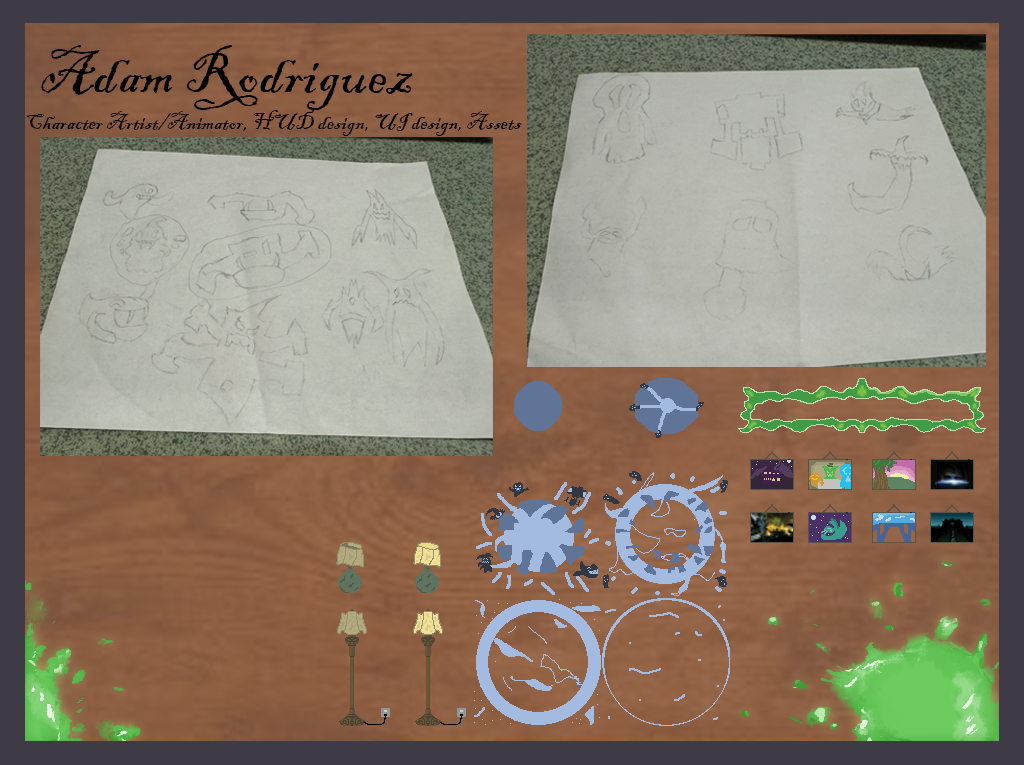 Adam Rodriguez
Character Artist/Animator, HUD design, UI design, Assets